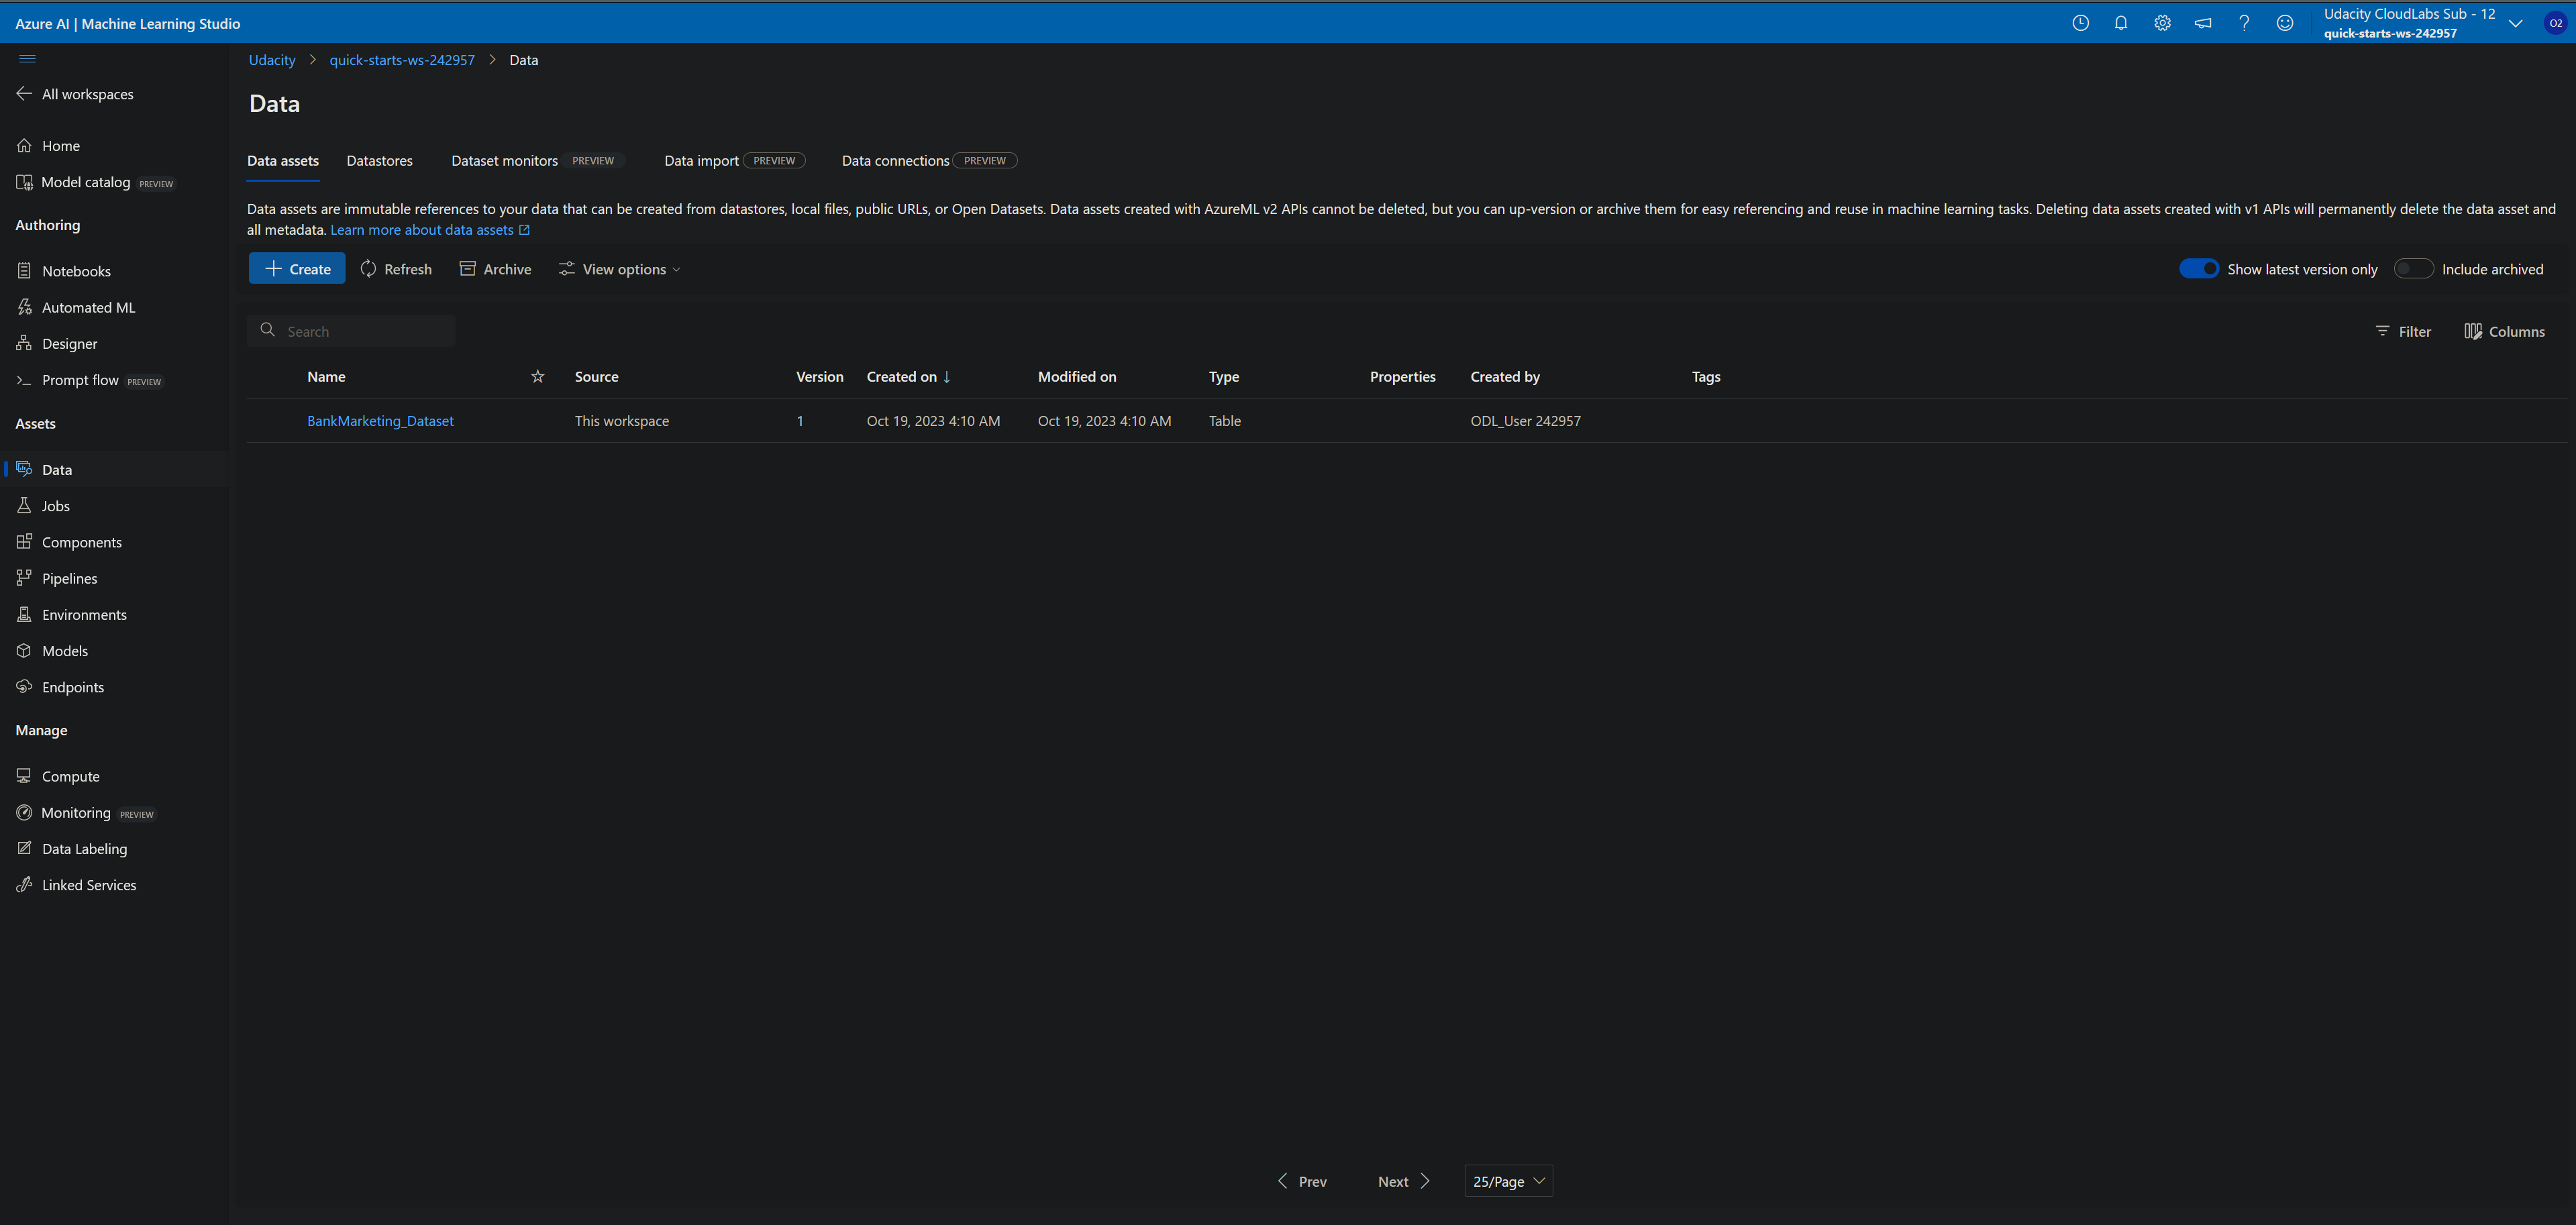 Azure AI | Machine Learning Studio
Udacity CloudLabs Sub - 12
quick-starts-ws-242957
O2
All workspaces
Home
Model catalog PREVIEW
Authoring
Notebooks
Automated ML
Designer
Prompt flow PREVIEW
Assets
Data
Jobs
Components
Pipelines
Environments
Models
Endpoints
Manage
Compute
Monitoring PREVIEW
Data Labeling
Linked Services
Udacity > quick-starts-ws-242957 > Data
Data
Data assets Datastores Dataset monitors PREVIEW Data import PREVIEW Data connections PREVIEW
Data assets are immutable references to your data that can be created from datastores, local files, public URLs, or Open Datasets. Data assets created with AzureML v2 APIs cannot be deleted, but you can up-version or archive them for easy referencing and reuse in machine learning tasks. Deleting data assets created with v1 APIs will permanently delete the data asset and
all metadata. Learn more about data assets
Create Refresh Archive View options Show latest version only Include archived
Search Filter Columns
Name Source Version Created on ↓ Modified on Type Properties Created by Tags
BankMarketing_Dataset This workspace 1 Oct 19, 2023 4:10 AM Oct 19, 2023 4:10 AM Table ODL_User 242957
Prev Next 25/Page